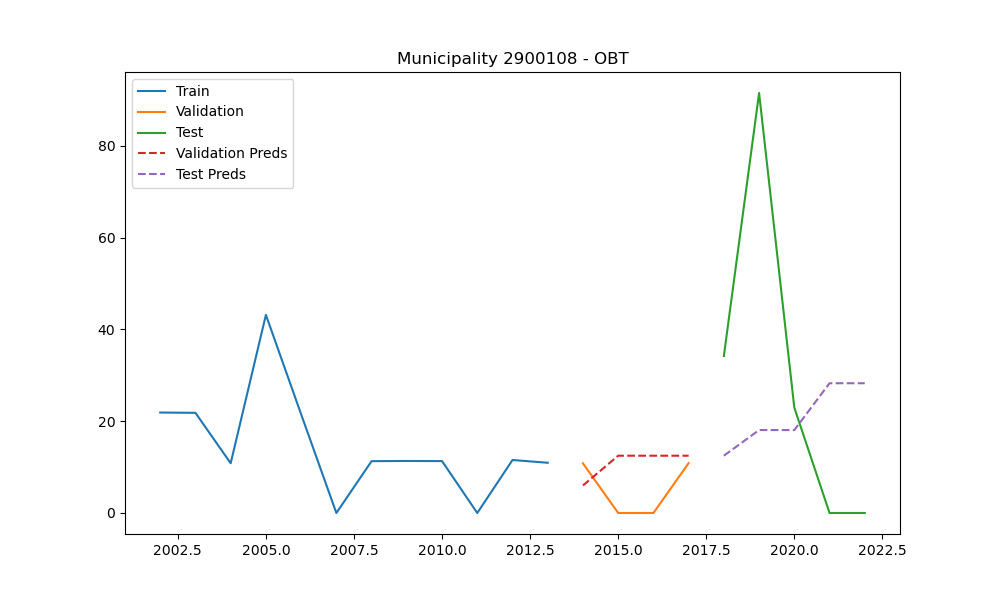 Municipality 2900108 - OBT
Train
Validation
Test
Validation Preds
Test Preds
80
60
40
20
0
2002.5 2005.0 2007.5 2010.0 2012.5 2015.0 2017.5 2020.0 2022.5